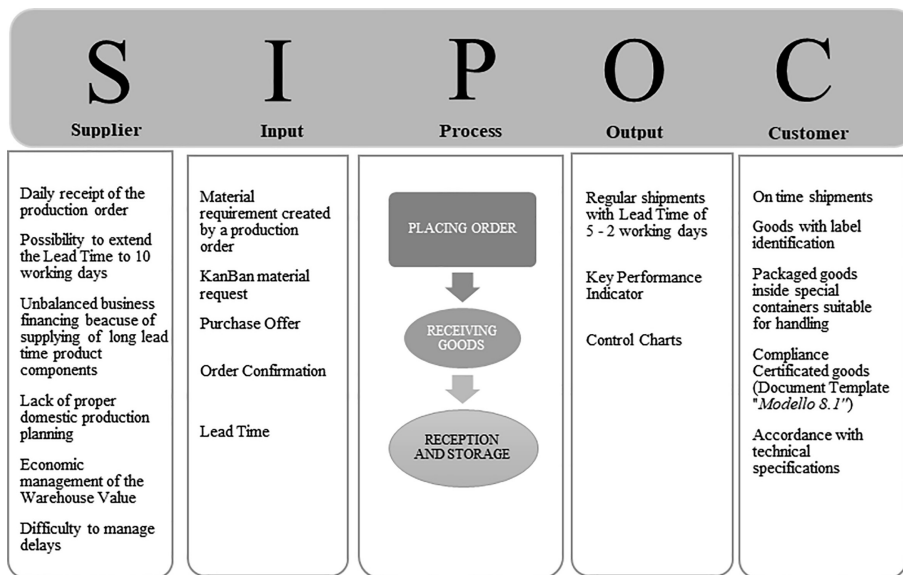 S I P O C
Supplier Input Process Output Customer
Daily receipt of the
production order
Possibility to extend
the Lead Time to 10
working days
Unbalanced business
financing beacuse of
supplying of long lead
time product
components
Lack of proper
domestic production
planning
Economic
management of the
Warehouse Value
Difficulty to manage
delays
Material
requirement created
by a production
order
KanBan material
request
Purchase Offer
Order Confirmation
Lead Time
PLACING ORDER
RECEIVING
GOODS
RECEPTION
AND STORAGE
Regular shipments
with Lead Time of
5 - 2 working days
Key Performance
Indicator
Control Charts
On time shipments
Goods with label
identification
Packaged goods
inside special
containers suitable
for handling
Compliance
Certificated goods
(Document Template
"Modello 8.1")
Accordance with
technical
specifications